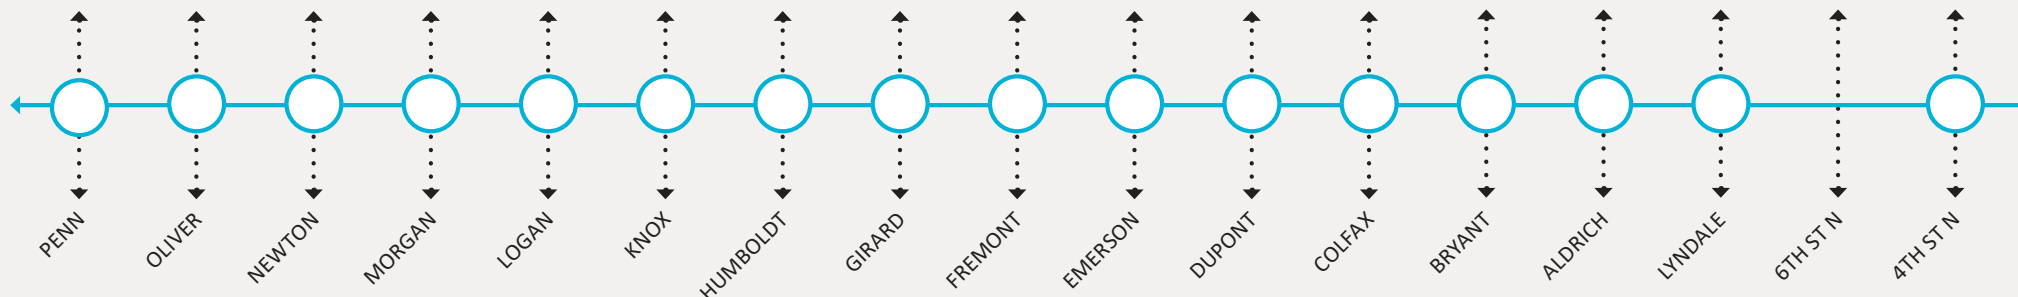 PENN
OLIVER
NEWTON
MORGAN
LOGAN
KNOX
HUMBOLDT
GIRARD
FREMONT
EMERSON
DUPONT
COLFAX
BRYANT
ALDRICH
LYNDALE
6TH ST N
4TH ST N